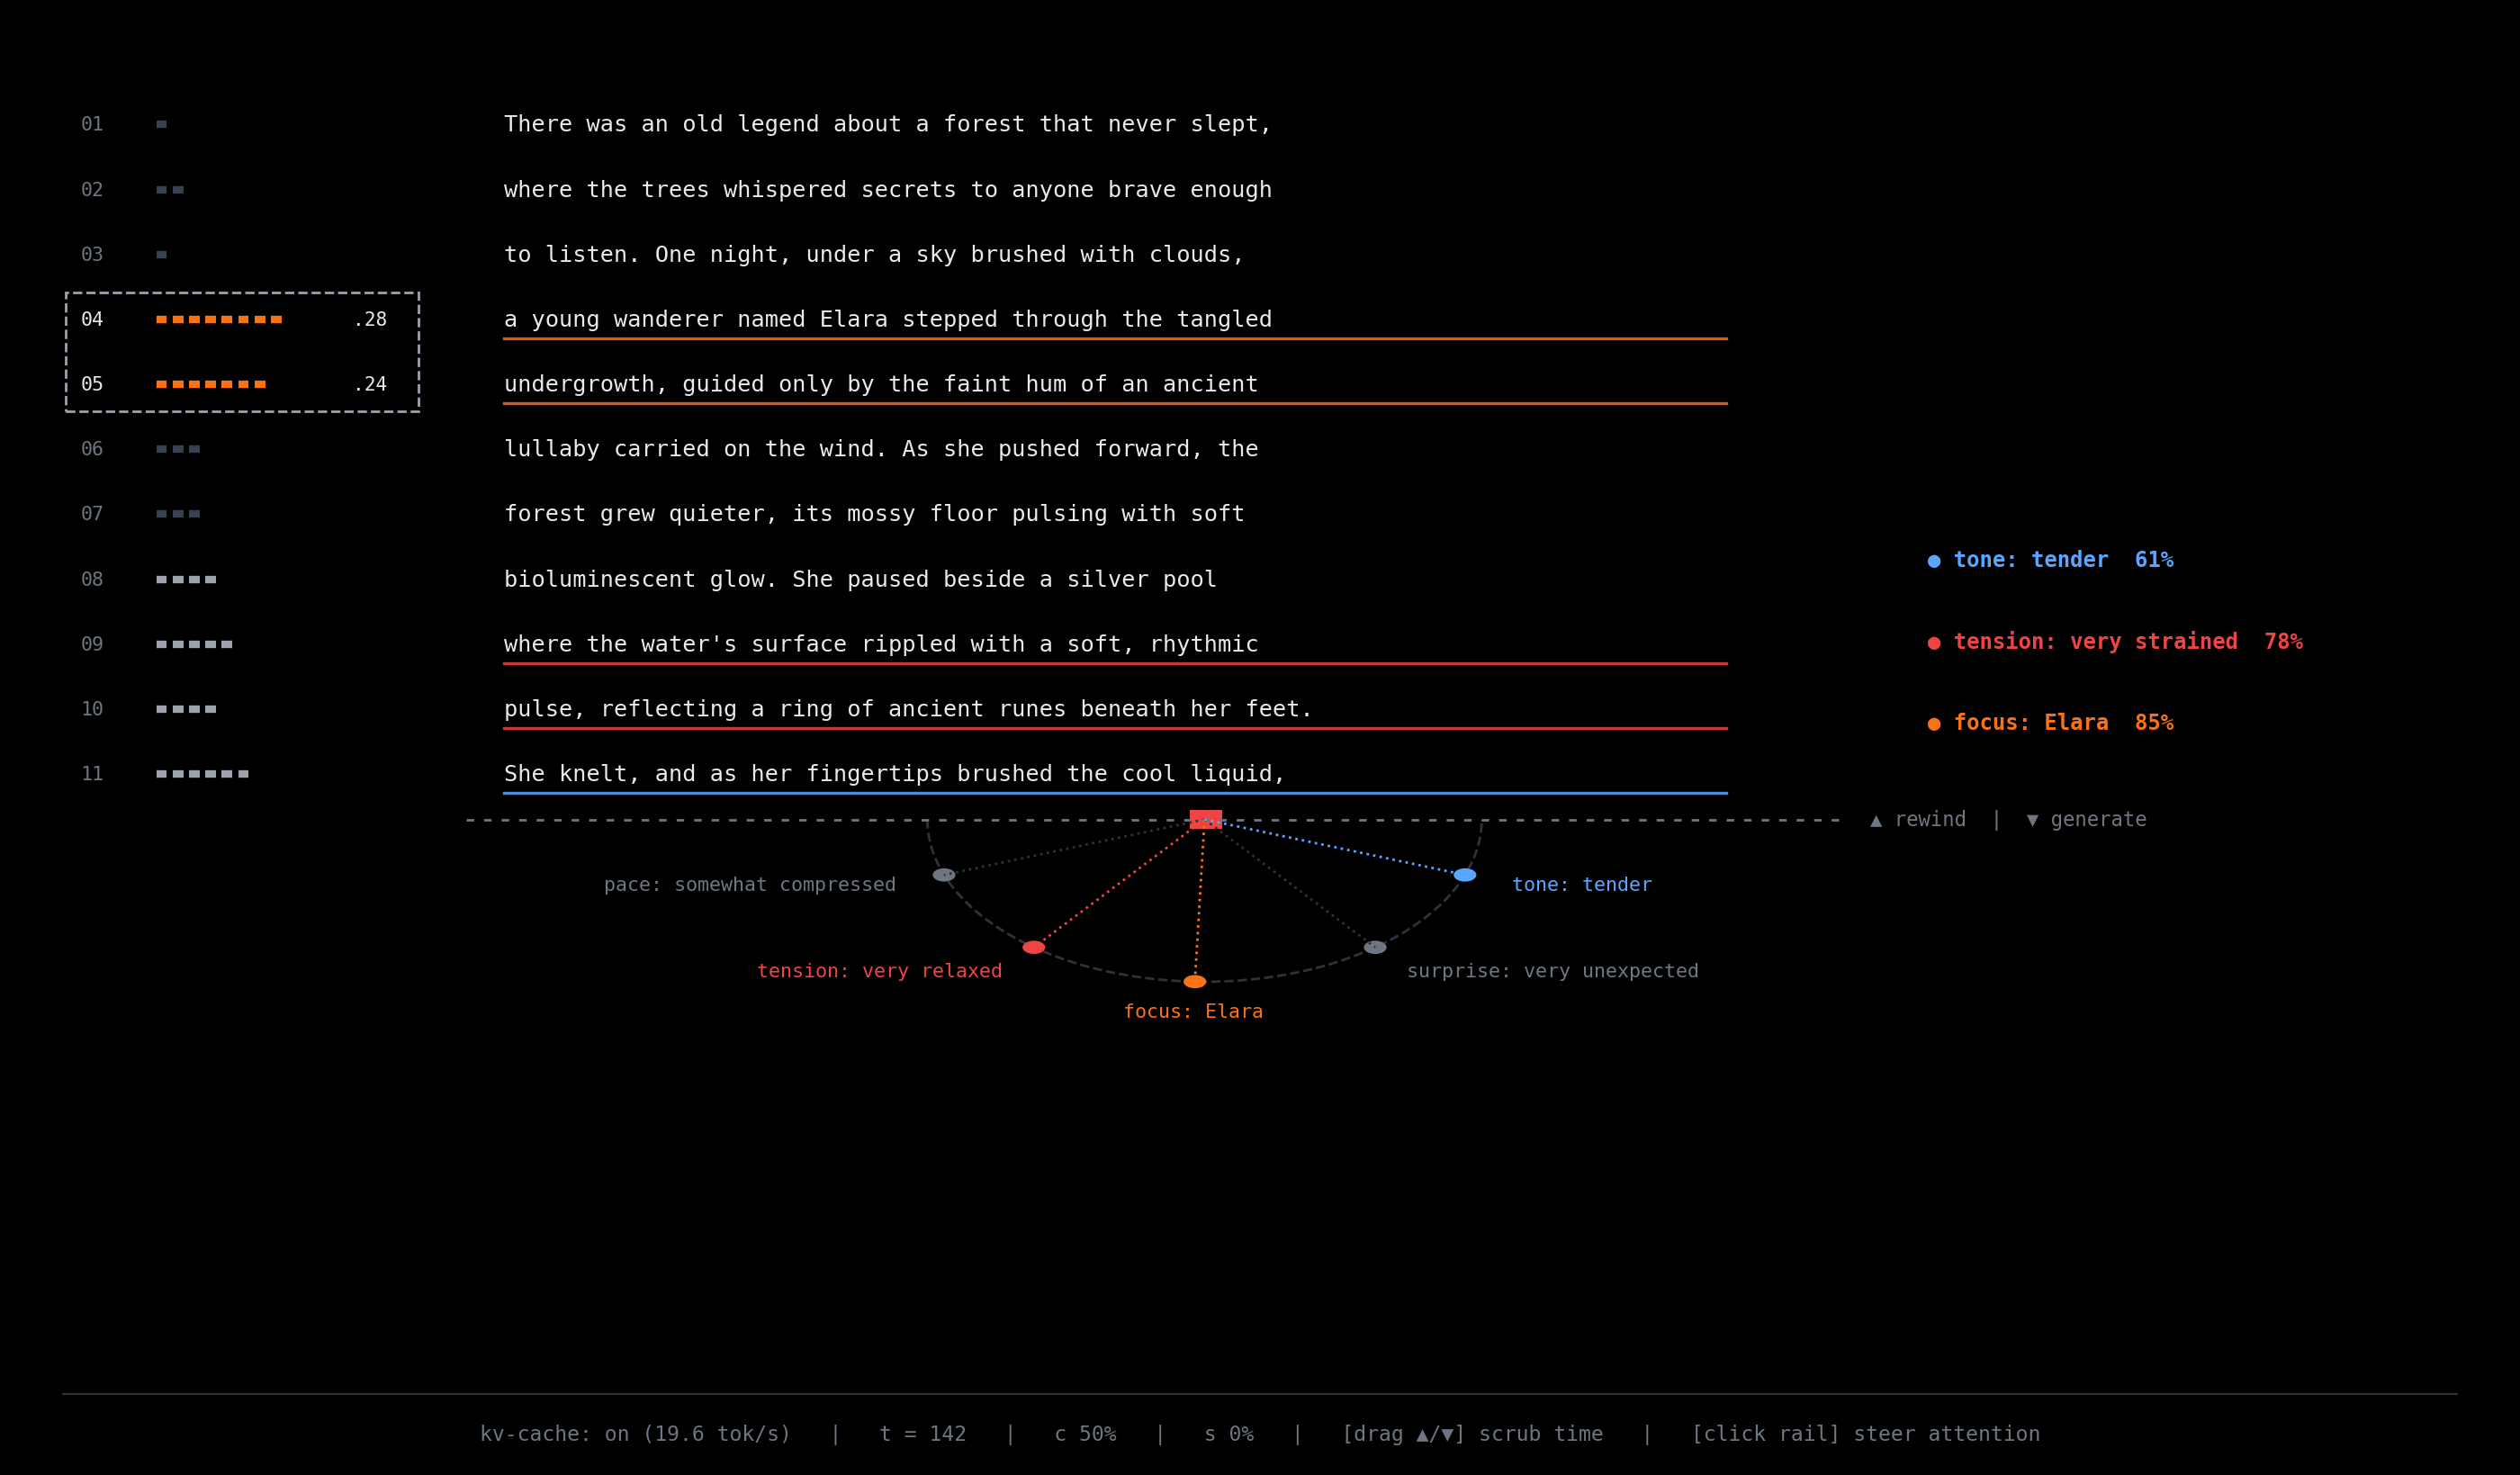 01 There was an old legend about a forest that never slept,
02 where the trees whispered secrets to anyone brave enough
03 to listen. One night, under a sky brushed with clouds,
04 .28 a young wanderer named Elara stepped through the tangled
05 .24 undergrowth, guided only by the faint hum of an ancient
06 lullaby carried on the wind. As she pushed forward, the
07 forest grew quieter, its mossy floor pulsing with soft
08 bioluminescent glow. She paused beside a silver pool
09 where the water's surface rippled with a soft, rhythmic
10 pulse, reflecting a ring of ancient runes beneath her feet.
11 She knelt, and as her fingertips brushed the cool liquid,
● tone: tender 61%
● tension: very strained 78%
● focus: Elara 85%
▲ rewind | ▼ generate
pace: somewhat compressed
tone: tender
tension: very relaxed
surprise: very unexpected
focus: Elara
kv-cache: on (19.6 tok/s) | t = 142 | c 50% | s 0% | [drag ▲/▼] scrub time | [click rail] steer attention